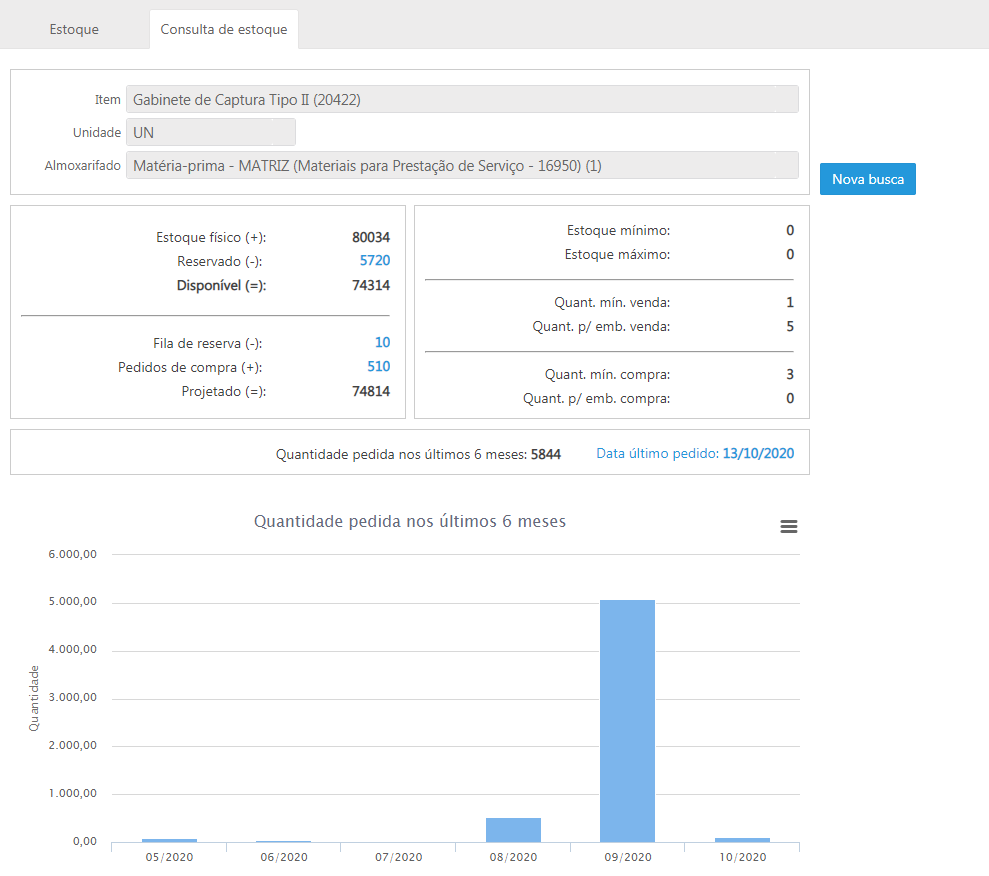 Estoque
Consulta de estoque
Item
Gabinete de Captura Tipo II (20422)
Unidade
UN
Almoxarifado
Matéria-prima - MATRIZ (Materiais para Prestação de Serviço - 16950) (1)
Nova busca
Estoque físico (+): 80034
Reservado (-): 5720
Disponível (=): 74314
Fila de reserva (-): 10
Pedidos de compra (+): 510
Projetado (=): 74814
Estoque mínimo: 0
Estoque máximo: 0
Quant. mín. venda: 1
Quant. p/ emb. venda: 5
Quant. mín. compra: 3
Quant. p/ emb. compra: 0
Quantidade pedida nos últimos 6 meses: 5844
Data último pedido: 13/10/2020
Quantidade pedida nos últimos 6 meses
Quantidade
6.000,00
5.000,00
4.000,00
3.000,00
2.000,00
1.000,00
0,00
05/2020
06/2020
07/2020
08/2020
09/2020
10/2020